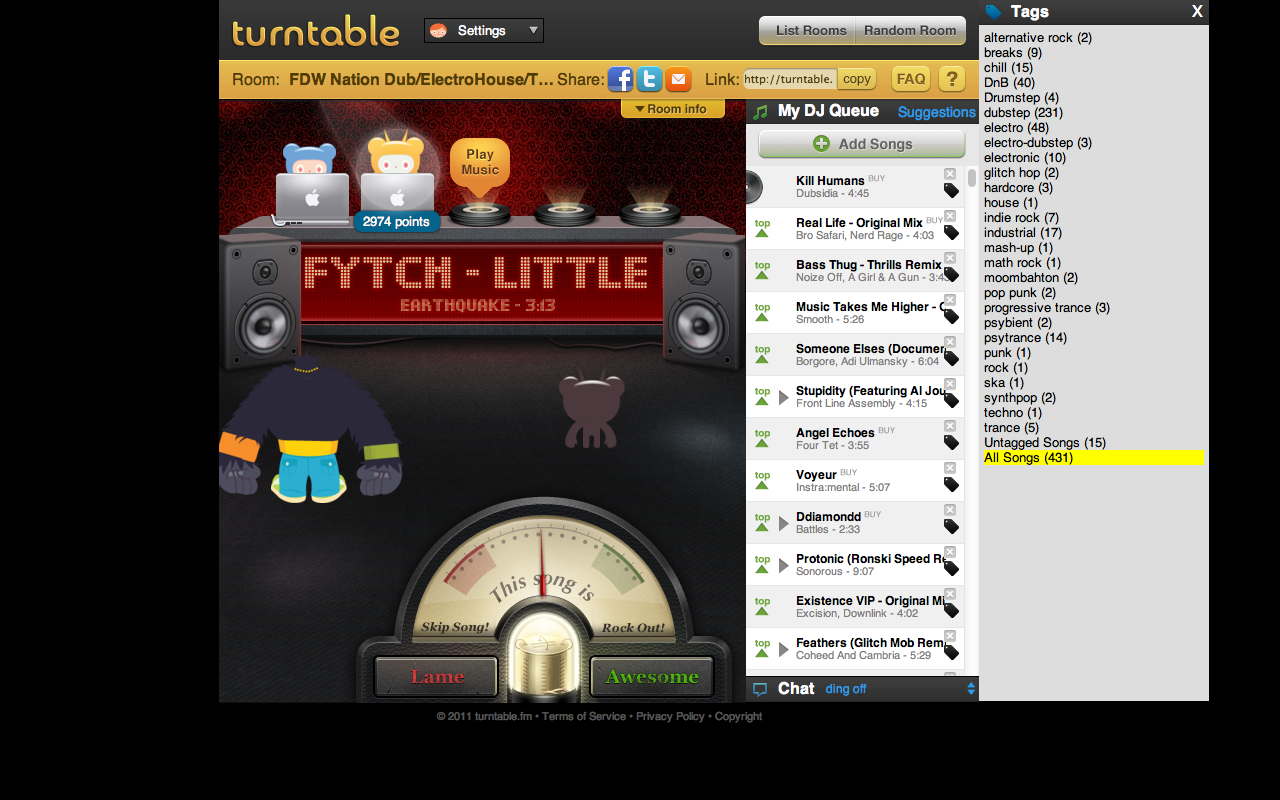 turntable
Settings
List Rooms
Random Room
Room: FDW Nation Dub/ElectroHouse/T...
Share:
Link: http://turntable.
copy
FAQ
?
Room info
Play
Music
2974 points
FYTCH - LITTLE
EARTHQUAKE - 3:13
This song is
Skip Song!
Rock Out!
Lame
Awesome
My DJ Queue
Suggestions
Add Songs
Kill Humans BUY
Dubsidia - 4:45
top
Real Life - Original Mix BUY
Bro Safari, Nerd Rage - 4:03
top
Bass Thug - Thrills Remix
Noize Off, A Girl & A Gun - 3:43
top
Music Takes Me Higher -
Smooth - 5:26
top
Someone Elses (Documen
Borgore, Adi Ulmansky - 6:04
top
Stupidity (Featuring Al Jou
Front Line Assembly - 4:15
top
Angel Echoes BUY
Four Tet - 3:55
top
Voyeur BUY
Instra:mental - 5:07
top
Ddiamondd BUY
Battles - 2:33
top
Protonic (Ronski Speed Re
Sonorous - 9:07
top
Existence VIP - Original Mi
Excision, Downlink - 4:02
top
Feathers (Glitch Mob Rem
Coheed And Cambria - 5:29
Chat
ding off
Tags
X
alternative rock (2)
breaks (9)
chill (15)
DnB (40)
Drumstep (4)
dubstep (231)
electro (48)
electro-dubstep (3)
electronic (10)
glitch hop (2)
hardcore (3)
house (1)
indie rock (7)
industrial (17)
mash-up (1)
math rock (1)
moombahton (2)
pop punk (2)
progressive trance (3)
psybient (2)
psytrance (14)
punk (1)
rock (1)
ska (1)
synthpop (2)
techno (1)
trance (5)
Untagged Songs (15)
All Songs (431)
© 2011 turntable.fm • Terms of Service • Privacy Policy • Copyright